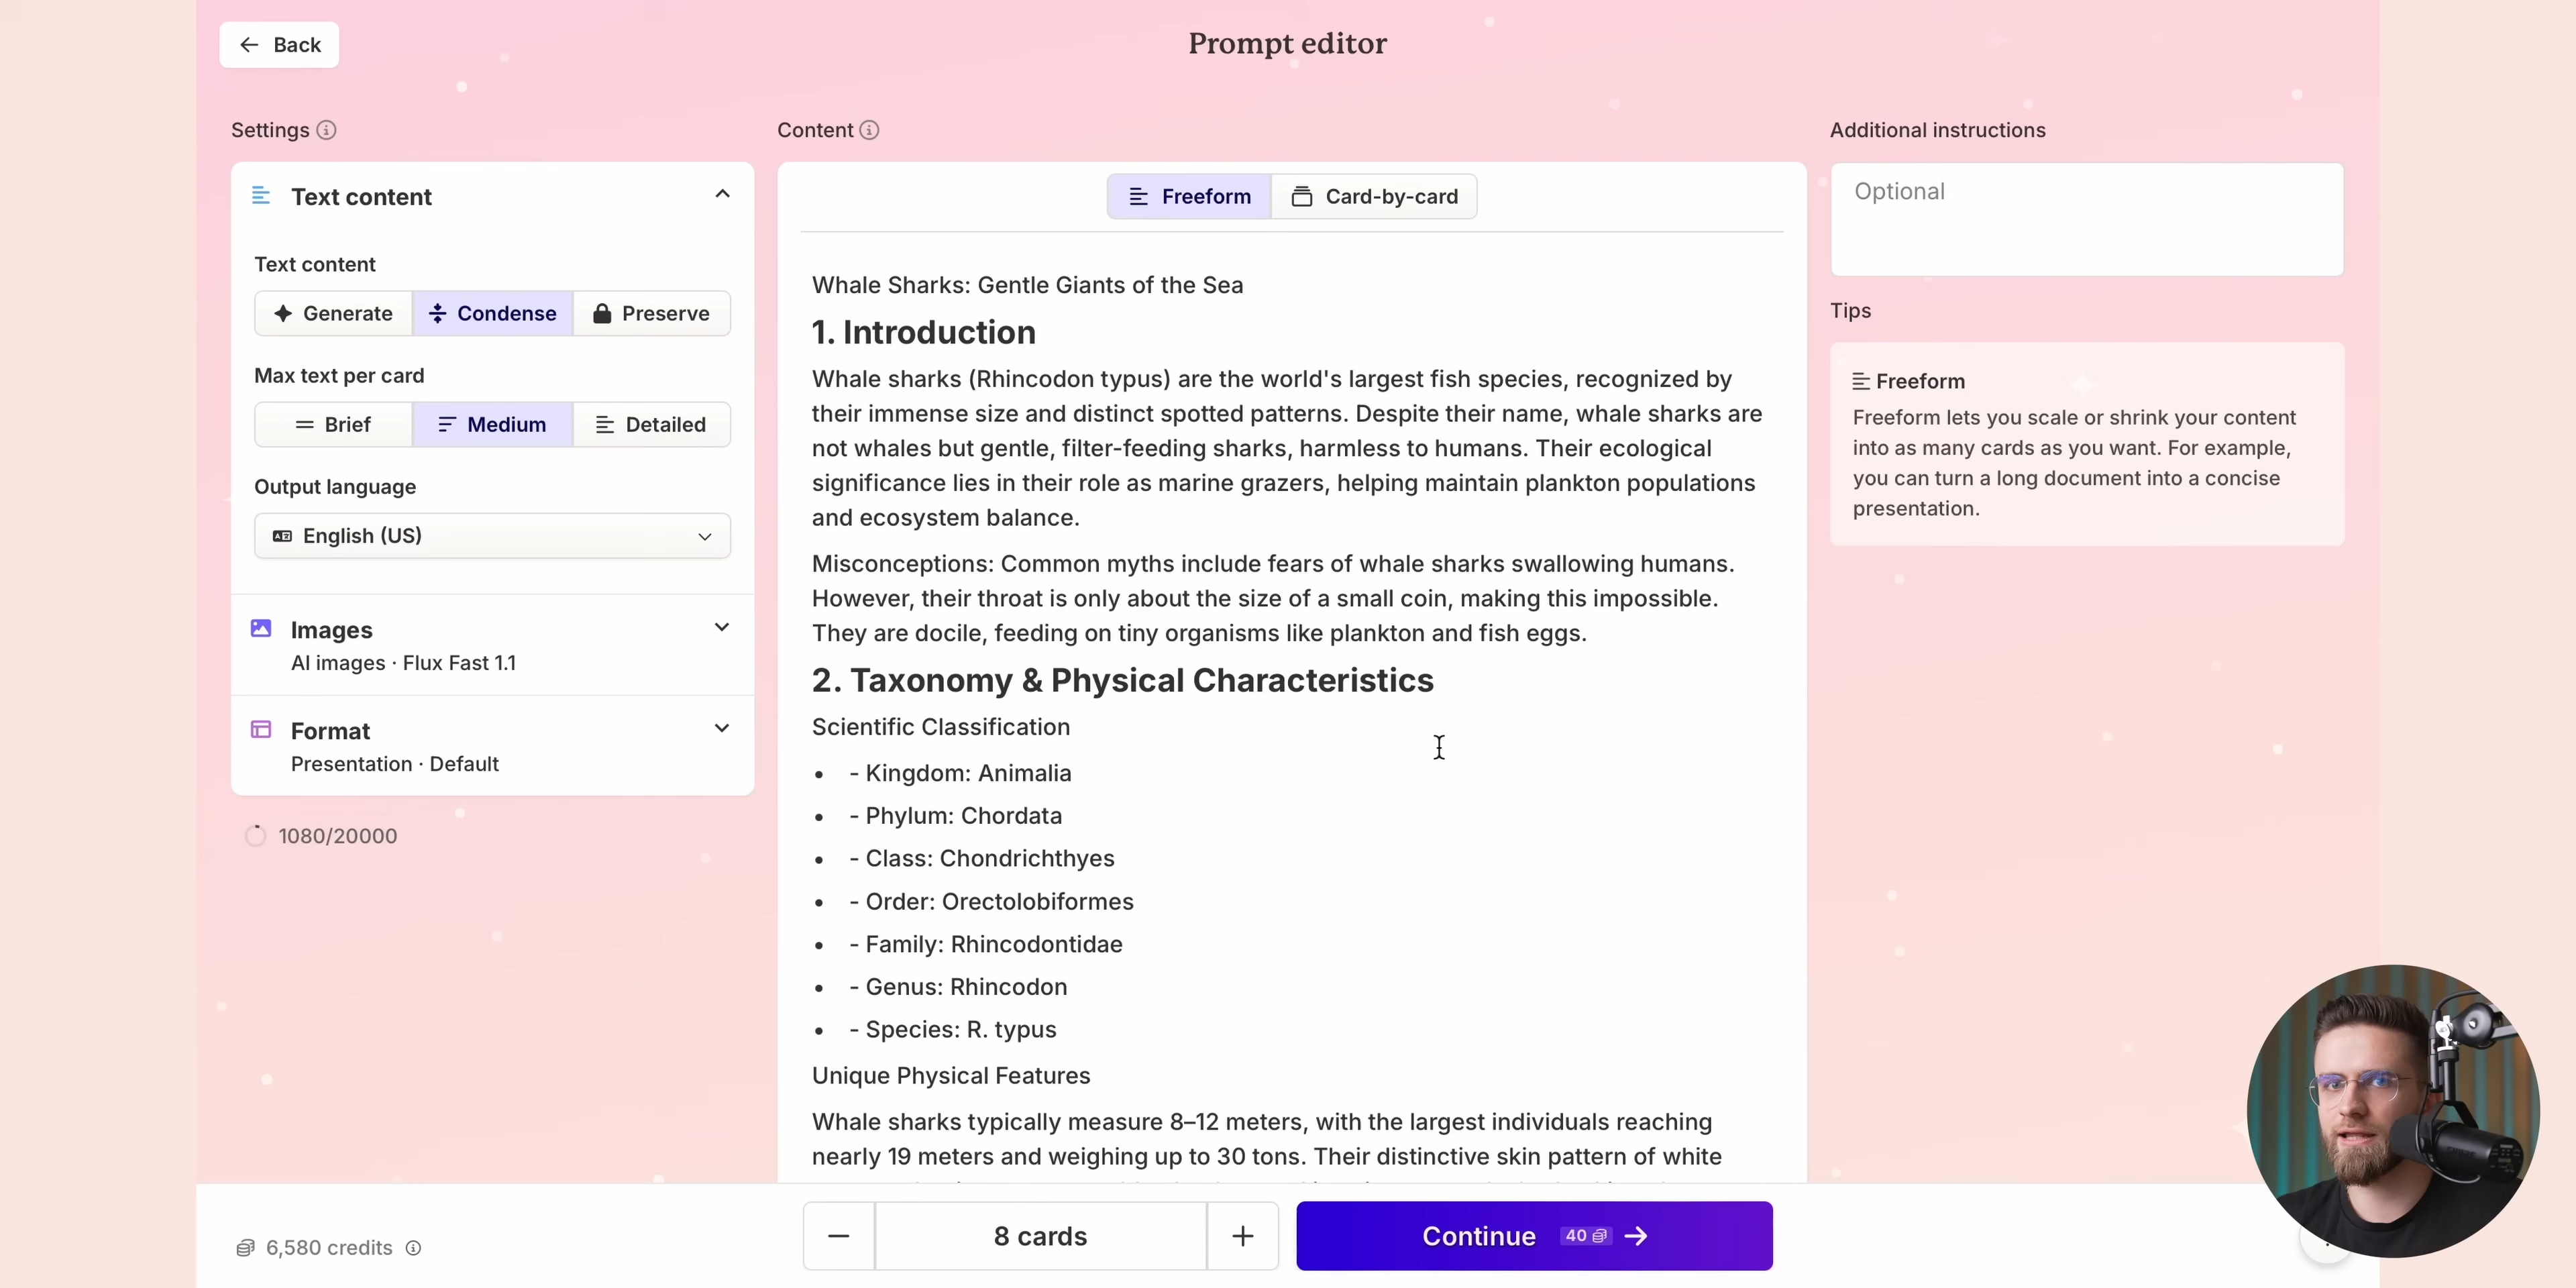 Back
Prompt editor
Settings
Text content
Text content
Generate
Condense
Preserve
Max text per card
Brief
Medium
Detailed
Output language
English (US)
Images
AI images · Flux Fast 1.1
Format
Presentation · Default
1080/20000
Content
Freeform
Card-by-card
Whale Sharks: Gentle Giants of the Sea
1. Introduction
Whale sharks (Rhincodon typus) are the world's largest fish species, recognized by
their immense size and distinct spotted patterns. Despite their name, whale sharks are
not whales but gentle, filter-feeding sharks, harmless to humans. Their ecological
significance lies in their role as marine grazers, helping maintain plankton populations
and ecosystem balance.
Misconceptions: Common myths include fears of whale sharks swallowing humans.
However, their throat is only about the size of a small coin, making this impossible.
They are docile, feeding on tiny organisms like plankton and fish eggs.
2. Taxonomy & Physical Characteristics
Scientific Classification
• - Kingdom: Animalia
• - Phylum: Chordata
• - Class: Chondrichthyes
• - Order: Orectolobiformes
• - Family: Rhincodontidae
• - Genus: Rhincodon
• - Species: R. typus
Unique Physical Features
Whale sharks typically measure 8–12 meters, with the largest individuals reaching
nearly 19 meters and weighing up to 30 tons. Their distinctive skin pattern of white
Additional instructions
Optional
Tips
Freeform
Freeform lets you scale or shrink your content
into as many cards as you want. For example,
you can turn a long document into a concise
presentation.
6,580 credits
8 cards
Continue 40